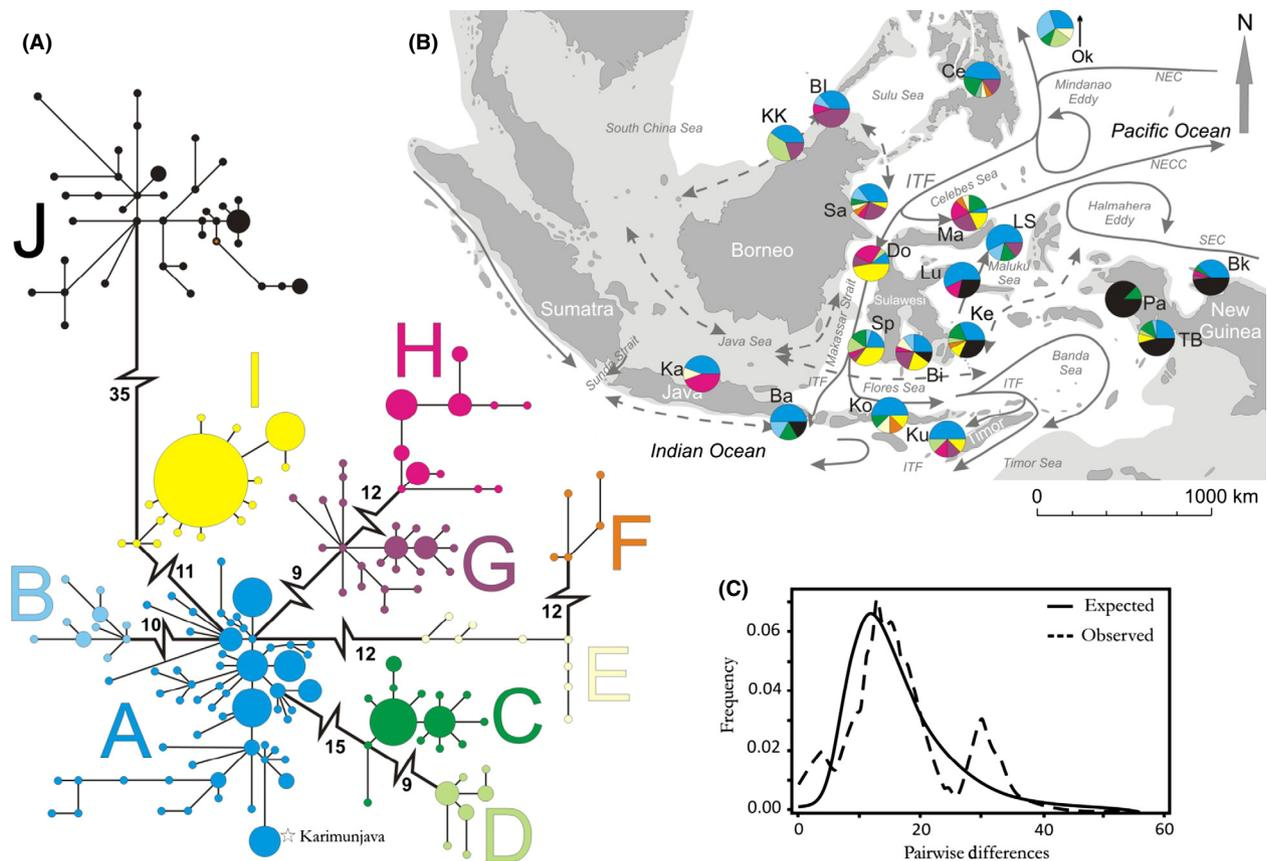 (A)
J
35
I
H
11
12
B
10
9
G
F
12
12
E
A
C
15
9
D
Karimunjava
(B)
N
Ok
Ce
NEC
Mindanao
Eddy
BI
Sulu Sea
KK
South China Sea
Pacific Ocean
NECC
ITF
Celebes Sea
Sa
Ma
LS
Halmahera
Eddy
SEC
Borneo
Do
Bk
Lu
Maluku
Sea
Sumatra
Makassar Strait
Sulawesi
Pa
New
Guinea
Sp
Ke
TB
Java Sea
Sunda Strait
Banda
Sea
Bi
Ka
ITF
Flores Sea
ITF
Java
Ba
Ko
Ku
Timor
Indian Ocean
ITF
Timor Sea
0 1000 km
(C)
Expected
Observed
Frequency
0.06
0.04
0.02
0.00
0 20 40 60
Pairwise differences